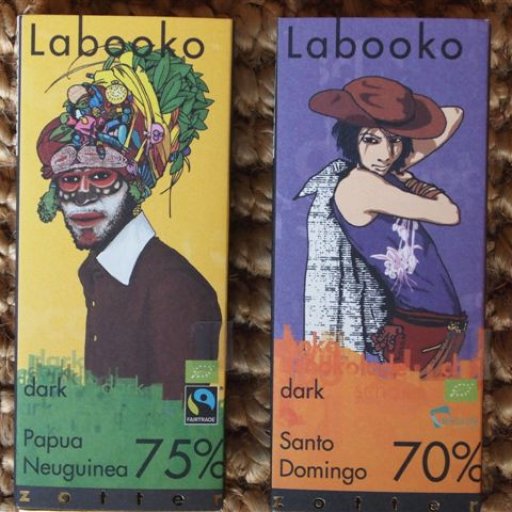 Labooko
dark
FAIRTRADE
Papua
Neuguinea 75%
zotter
Labooko
dark
Santo
Domingo 70%
zotter